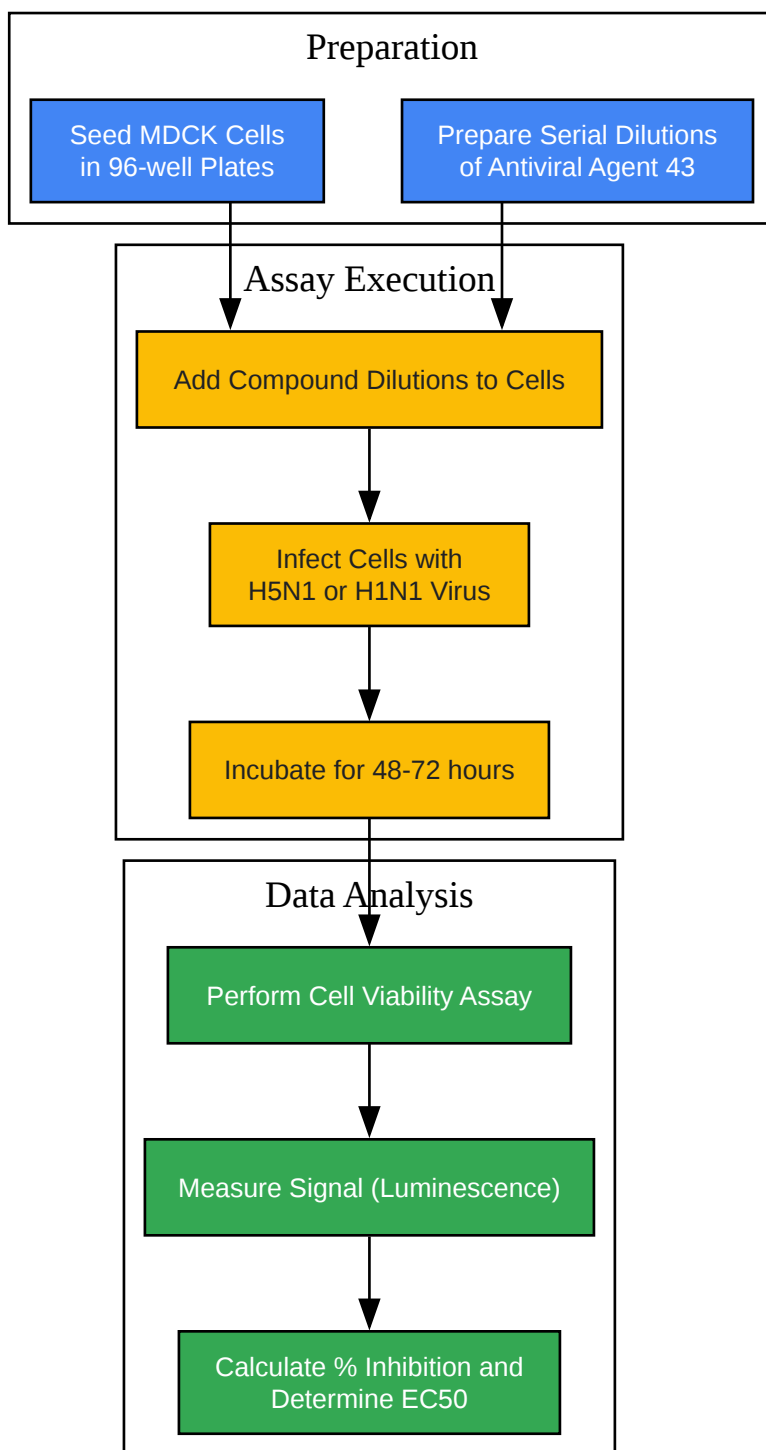 Preparation
Seed MDCK Cells
in 96-well Plates
Prepare Serial Dilutions
of Antiviral Agent 43
Assay Execution
Add Compound Dilutions to Cells
Infect Cells with
H5N1 or H1N1 Virus
Incubate for 48-72 hours
Data Analysis
Perform Cell Viability Assay
Measure Signal (Luminescence)
Calculate % Inhibition and
Determine EC50